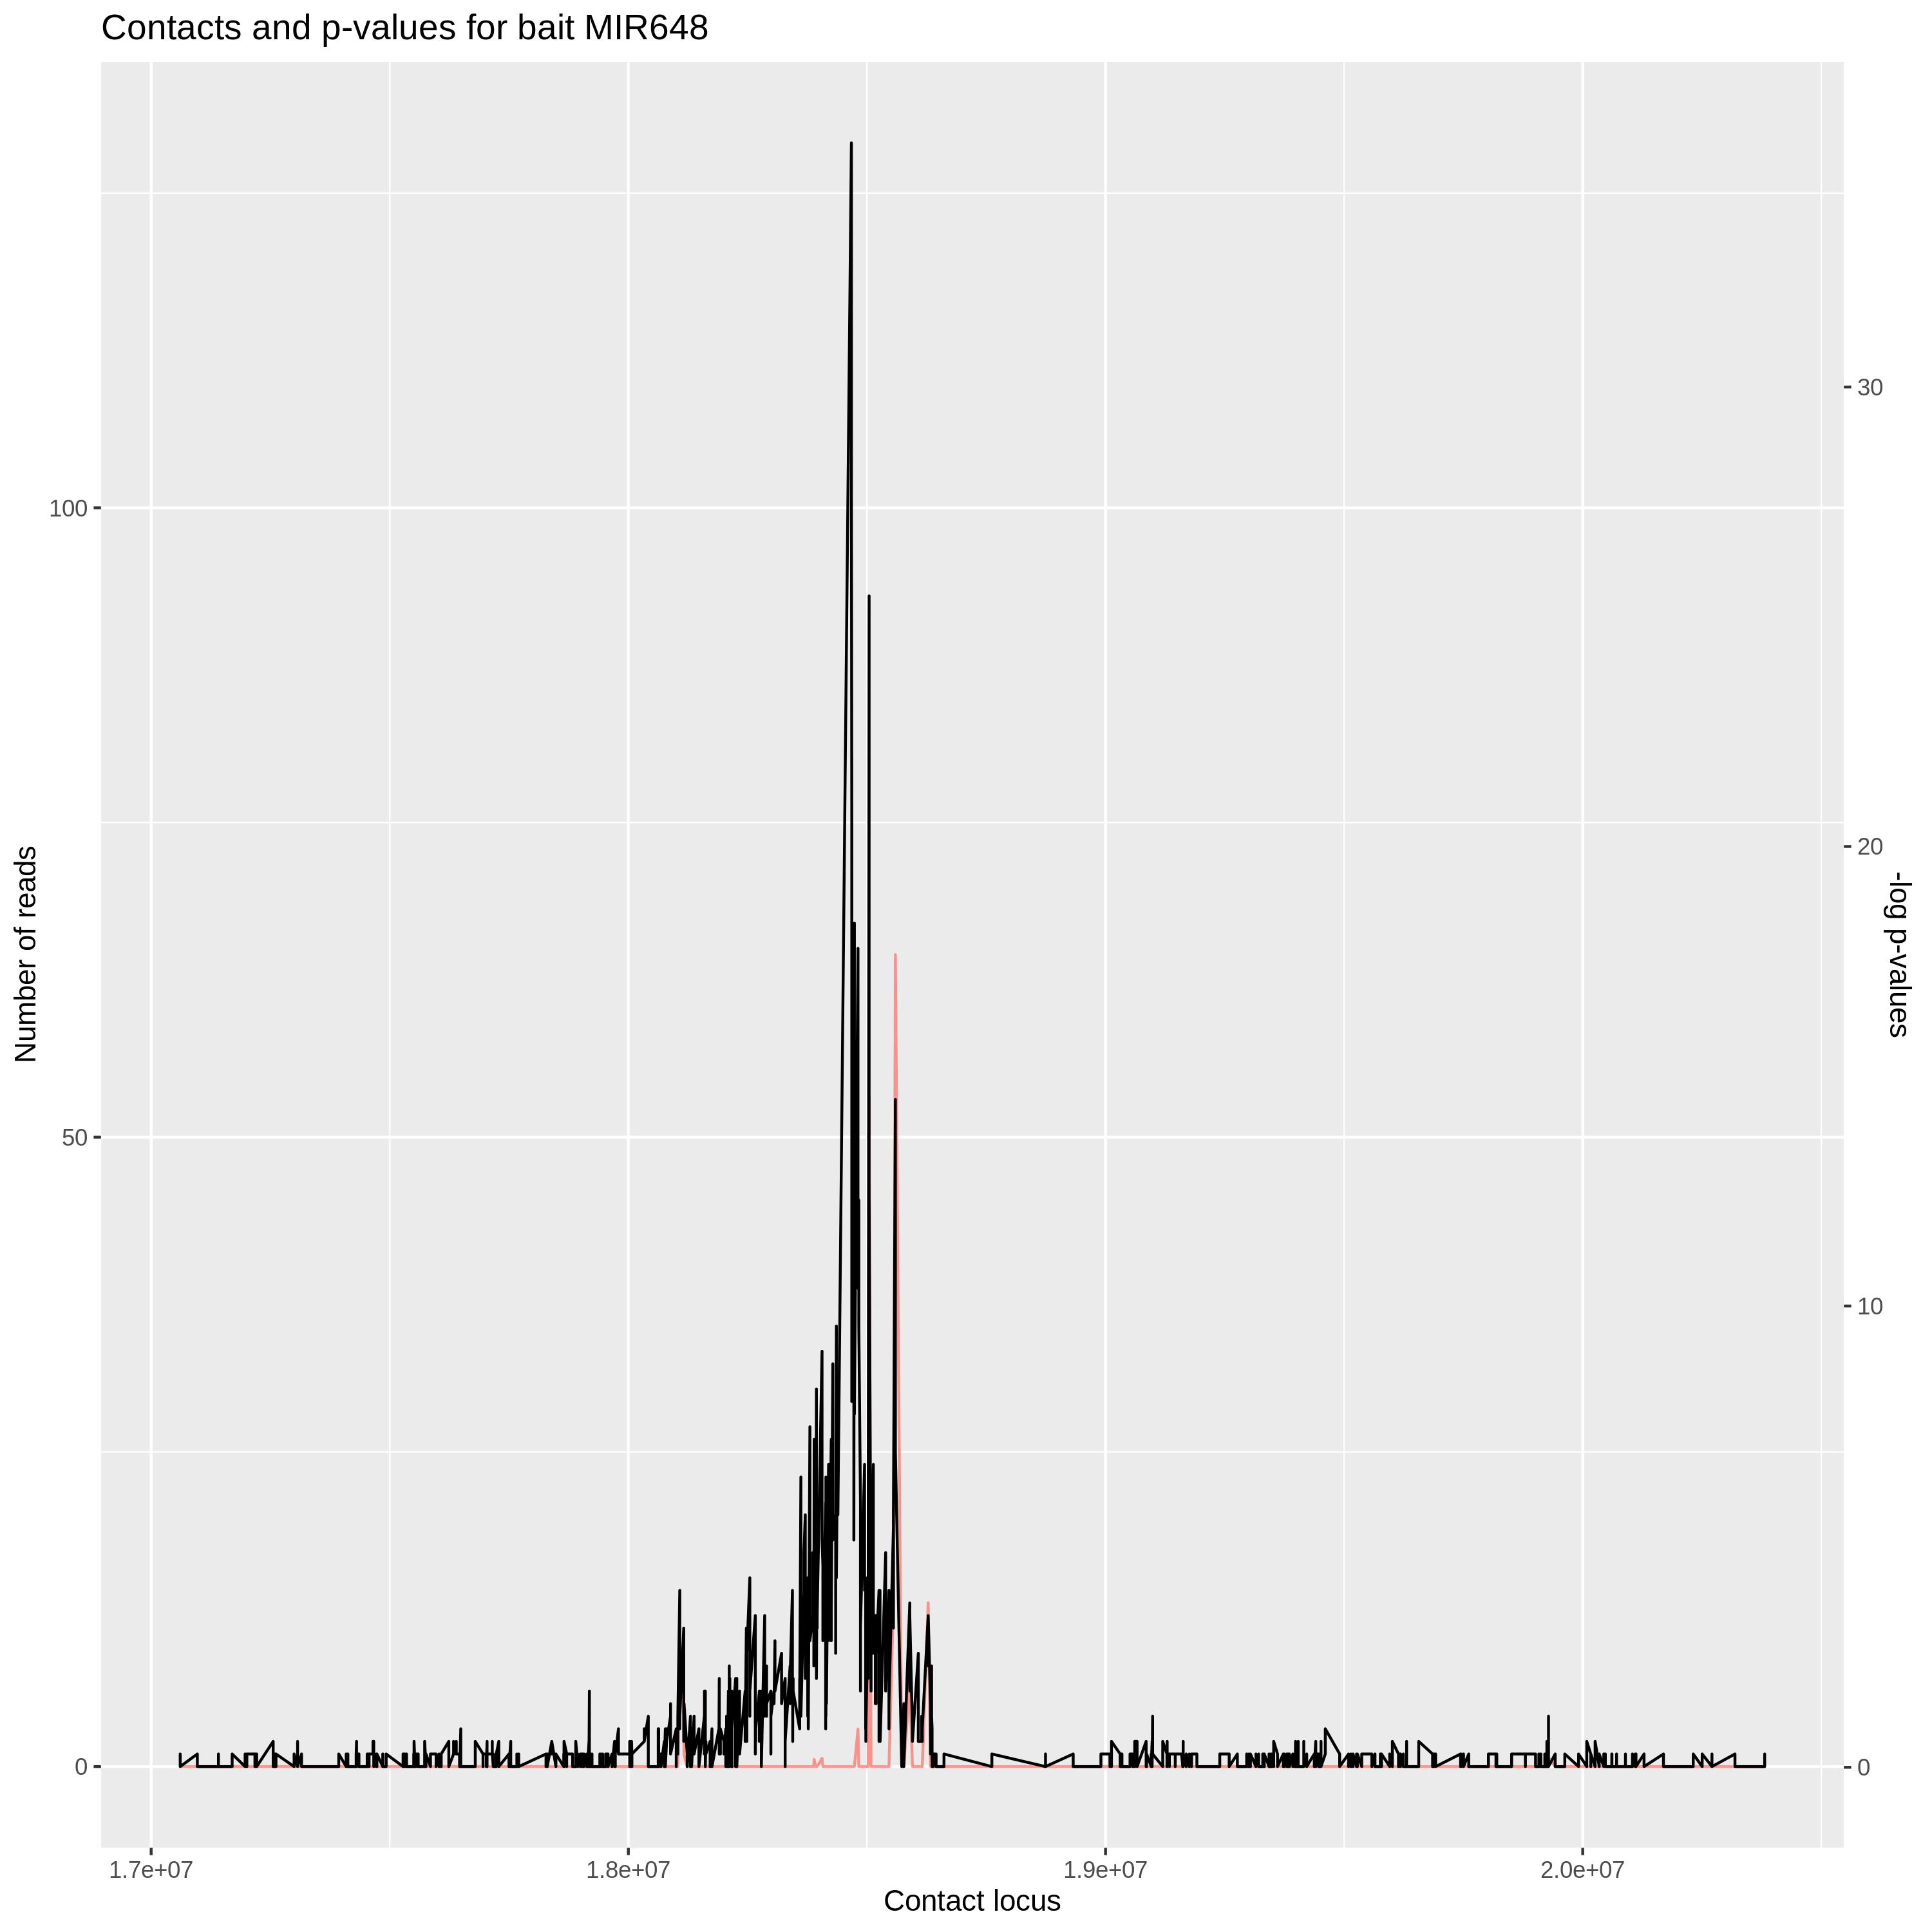 Contacts and p-values for bait MIR648
Number of reads
100
50
0
30
20
10
0
-log p-values
1.7e+07
1.8e+07
1.9e+07
2.0e+07
Contact locus